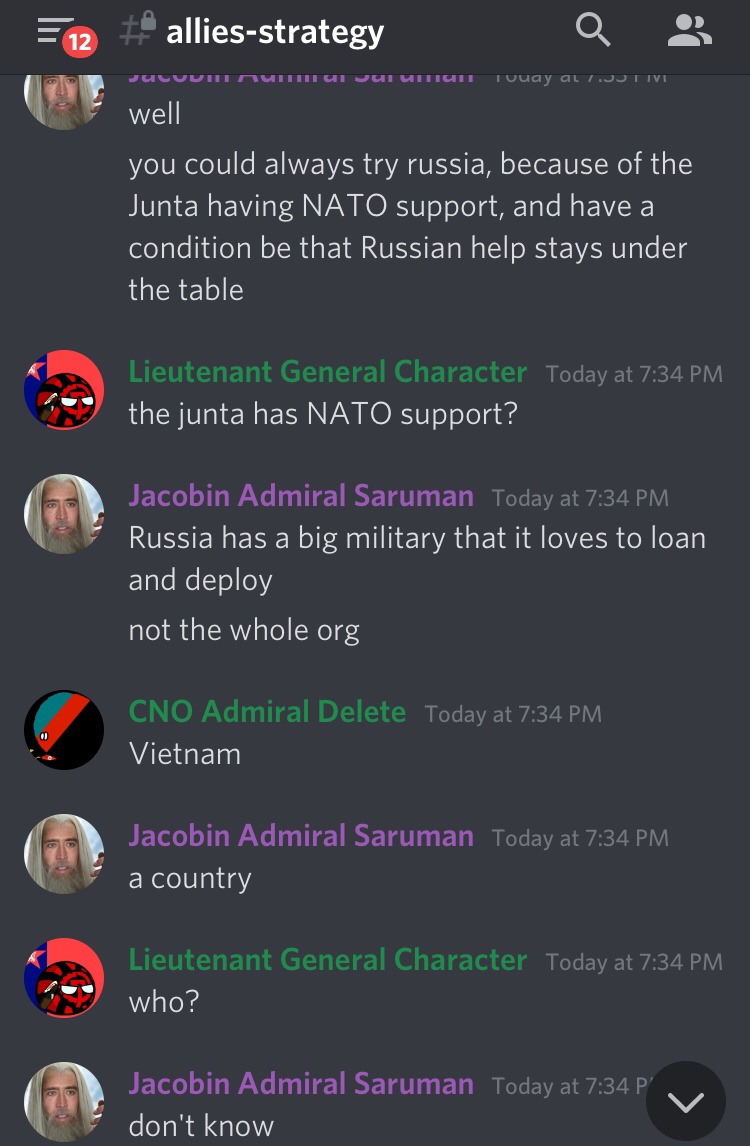 12
# allies-strategy
Jacobin Admiral Saruman Today at 7:33 PM
well
you could always try russia, because of the
Junta having NATO support, and have a
condition be that Russian help stays under
the table
Lieutenant General Character Today at 7:34 PM
the junta has NATO support?
Jacobin Admiral Saruman Today at 7:34 PM
Russia has a big military that it loves to loan
and deploy
not the whole org
CNO Admiral Delete Today at 7:34 PM
Vietnam
Jacobin Admiral Saruman Today at 7:34 PM
a country
Lieutenant General Character Today at 7:34 PM
who?
Jacobin Admiral Saruman Today at 7:34 P
don't know